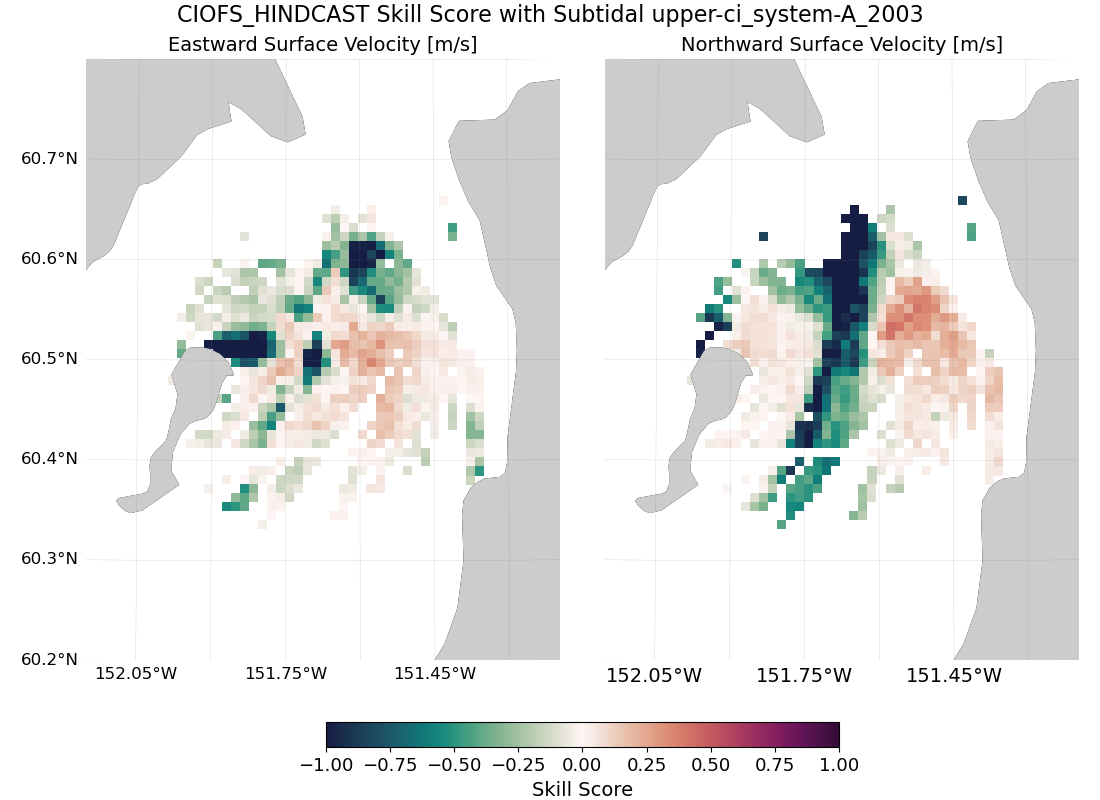 CIOFS_HINDCAST Skill Score with Subtidal upper-ci_system-A_2003
Eastward Surface Velocity [m/s]
Northward Surface Velocity [m/s]
60.7°N
60.6°N
60.5°N
60.4°N
60.3°N
60.2°N
152.05°W 151.75°W 151.45°W
152.05°W 151.75°W 151.45°W
−1.00 −0.75 −0.50 −0.25 0.00 0.25 0.50 0.75 1.00
Skill Score